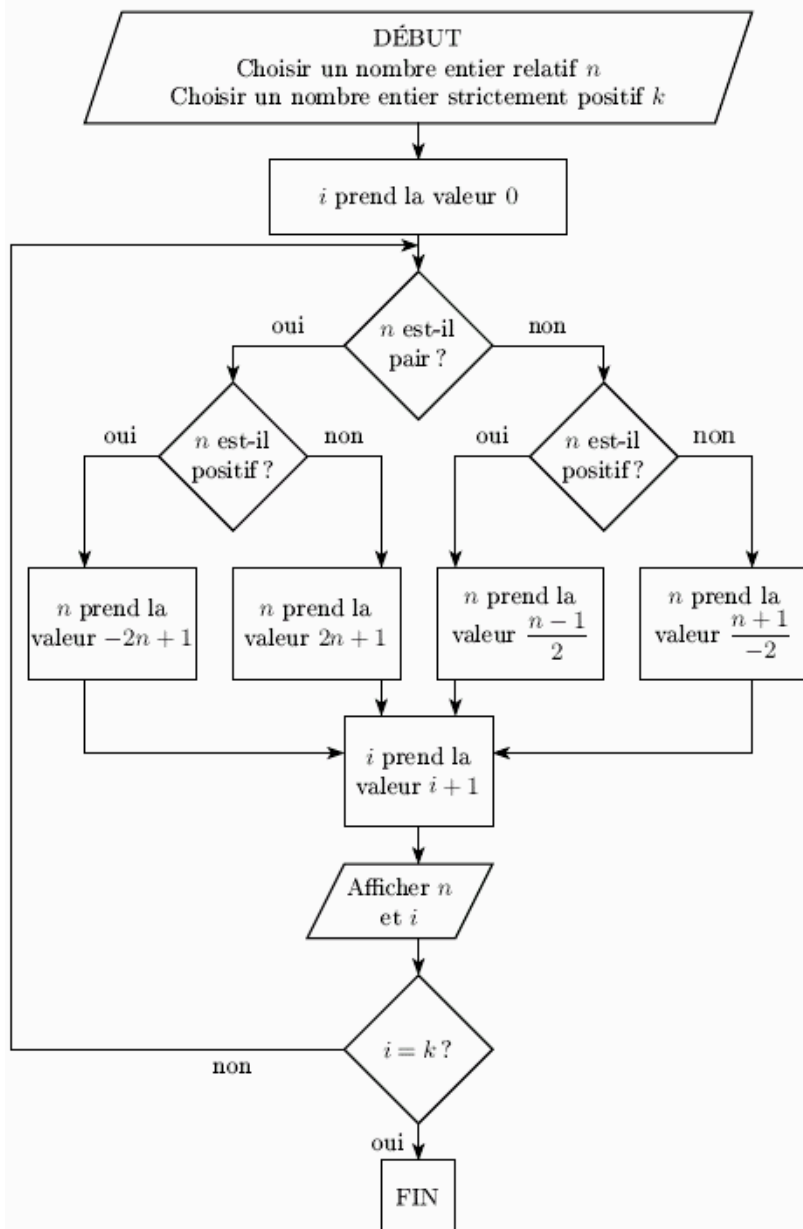 DÉBUT
Choisir un nombre entier relatif n
Choisir un nombre entier strictement positif k
i prend la valeur 0
oui
n est-il
pair ?
non
oui
n est-il
positif ?
non
oui
n est-il
positif ?
non
n prend la
valeur −2n + 1
n prend la
valeur 2n + 1
n prend la
valeur \frac{n − 1}{2}
n prend la
valeur \frac{n + 1}{−2}
i prend la
valeur i + 1
Afficher n
et i
i = k ?
non
oui
FIN